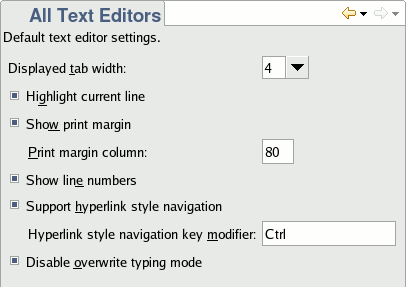 All Text Editors
Default text editor settings.
Displayed tab width: 4
Highlight current line
Show print margin
Print margin column: 80
Show line numbers
Support hyperlink style navigation
Hyperlink style navigation key modifier: Ctrl
Disable overwrite typing mode